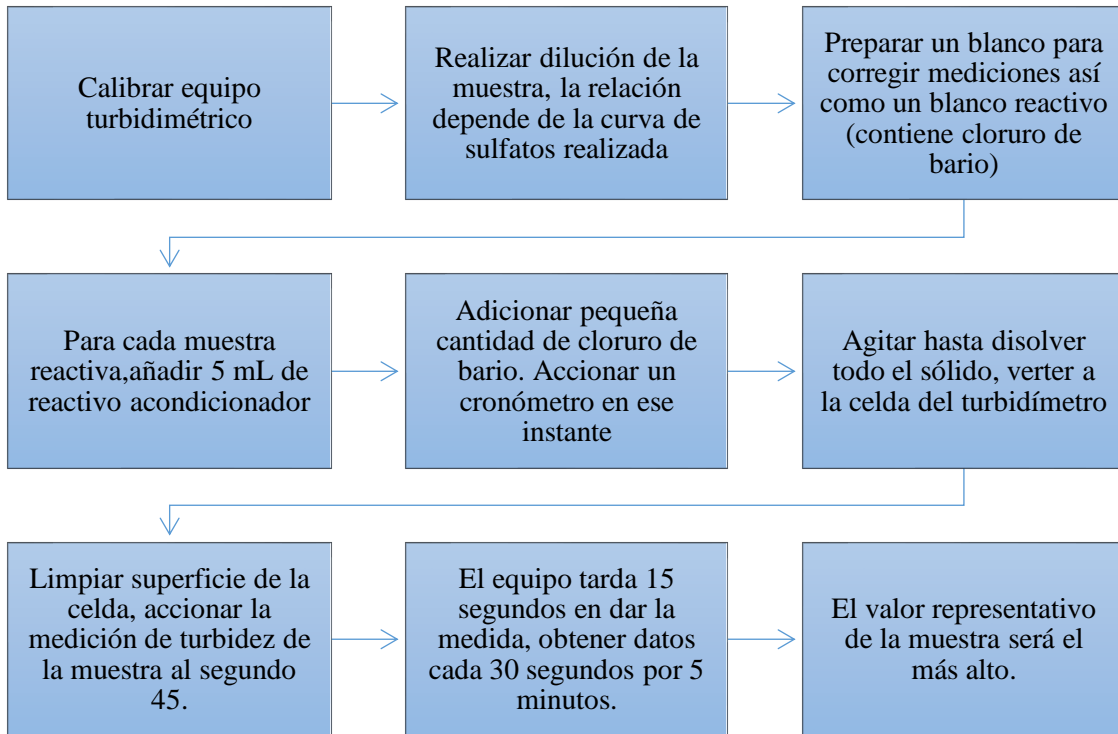 Calibrar equipo
turbidimétrico
Realizar dilución de la
muestra, la relación
depende de la curva de
sulfatos realizada
Preparar un blanco para
corregir mediciones así
como un blanco reactivo
(contiene cloruro de
bario)
Para cada muestra
reactiva,añadir 5 mL de
reactivo acondicionador
Adicionar pequeña
cantidad de cloruro de
bario. Accionar un
cronómetro en ese
instante
Agitar hasta disolver
todo el sólido, verter a
la celda del turbidímetro
Limpiar superficie de la
celda, accionar la
medición de turbidez de
la muestra al segundo
45.
El equipo tarda 15
segundos en dar la
medida, obtener datos
cada 30 segundos por 5
minutos.
El valor representativo
de la muestra será el
más alto.